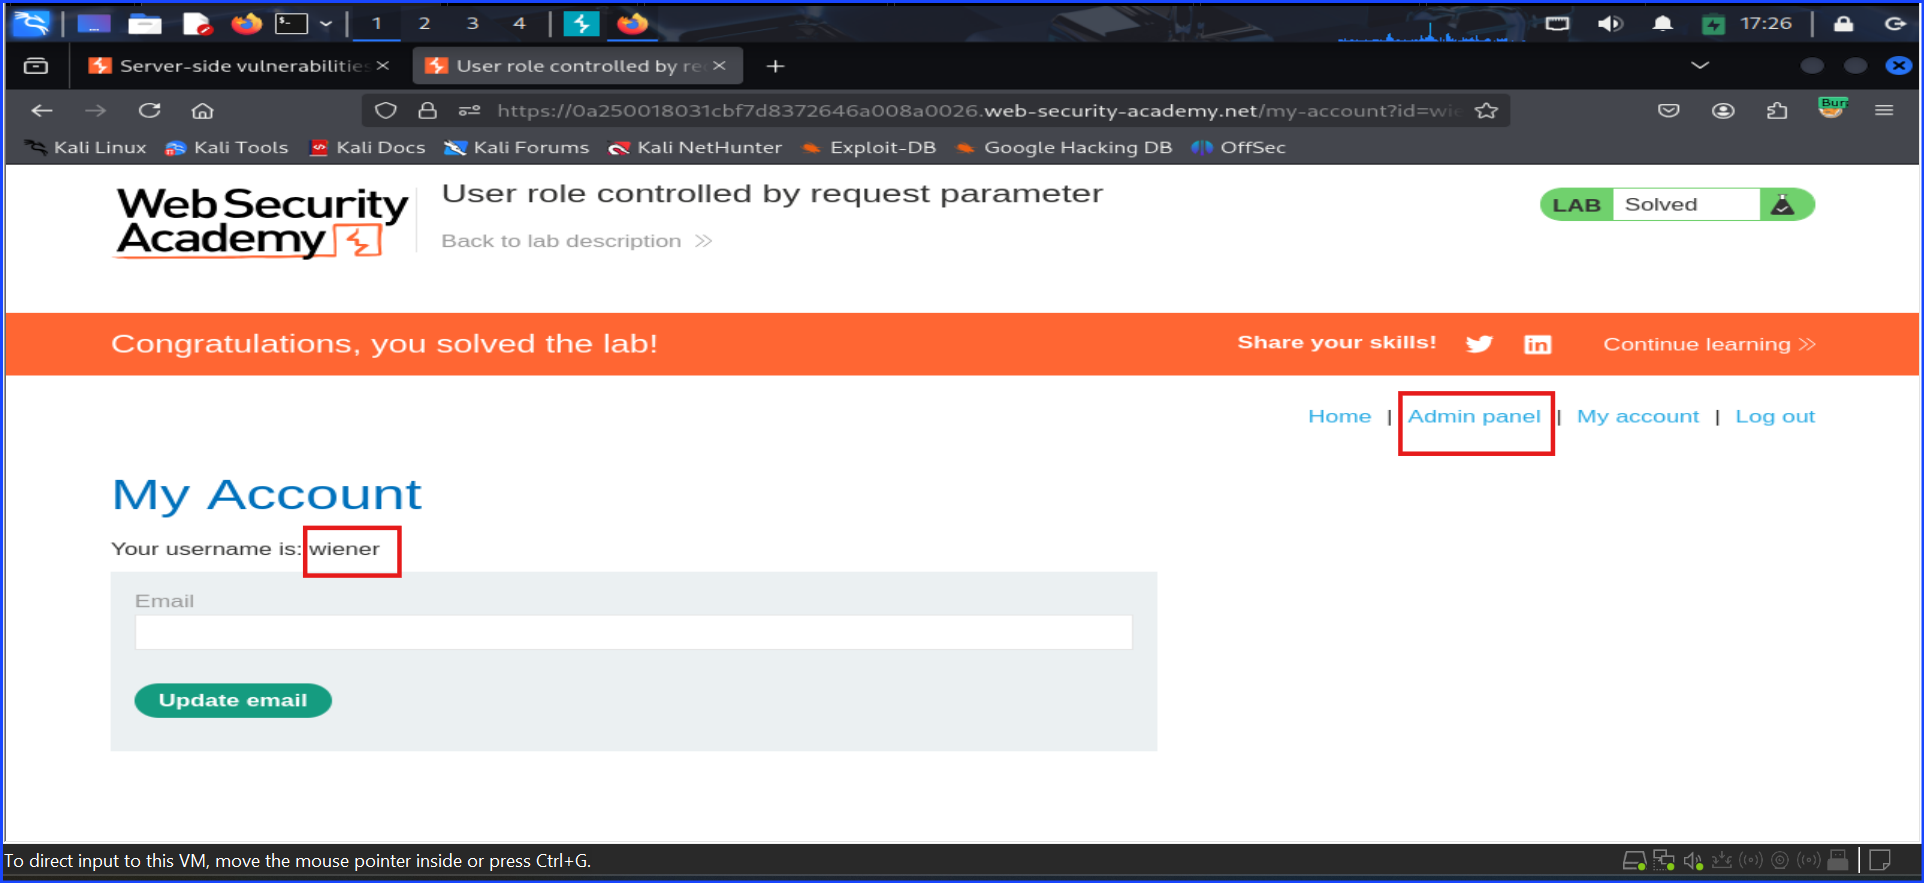 1 2 3 4 17:26
Server-side vulnerabilities User role controlled by re
https://0a250018031cbf7d8372646a008a0026.web-security-academy.net/my-account?id=wie
Kali Linux Kali Tools Kali Docs Kali Forums Kali NetHunter Exploit-DB Google Hacking DB OffSec
Web Security Academy
User role controlled by request parameter
Back to lab description
LAB Solved
Congratulations, you solved the lab!
Share your skills! Continue learning
Home | Admin panel | My account | Log out
My Account
Your username is: wiener
Email
Update email
To direct input to this VM, move the mouse pointer inside or press Ctrl+G.